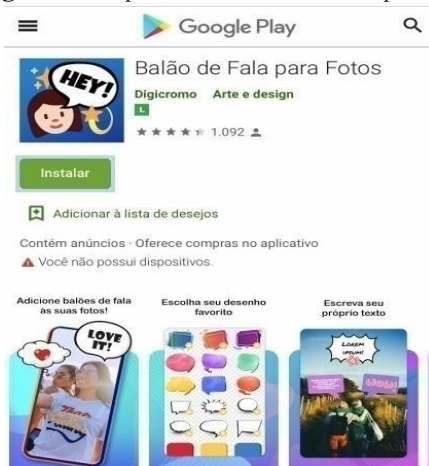 Google Play
HEY!
Balão de Fala para Fotos
Digicromo Arte e design
L
1.092
Instalar
Adicionar à lista de desejos
Contém anúncios · Oferece compras no aplicativo
Você não possui dispositivos.
Adicione balões de fala
às suas fotos!
LOVE
IT!
Escolha seu desenho
favorito
Escreva seu
próprio texto
LOREM
IPSUM!